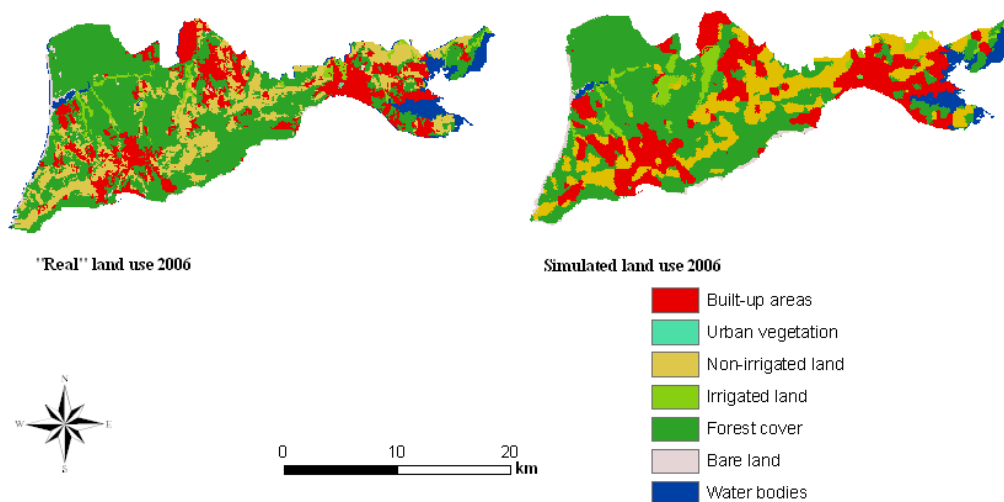 "Real" land use 2006
Simulated land use 2006
Built-up areas
Urban vegetation
Non-irrigated land
Irrigated land
Forest cover
Bare land
Water bodies
N
W E
S
0 10 20
km